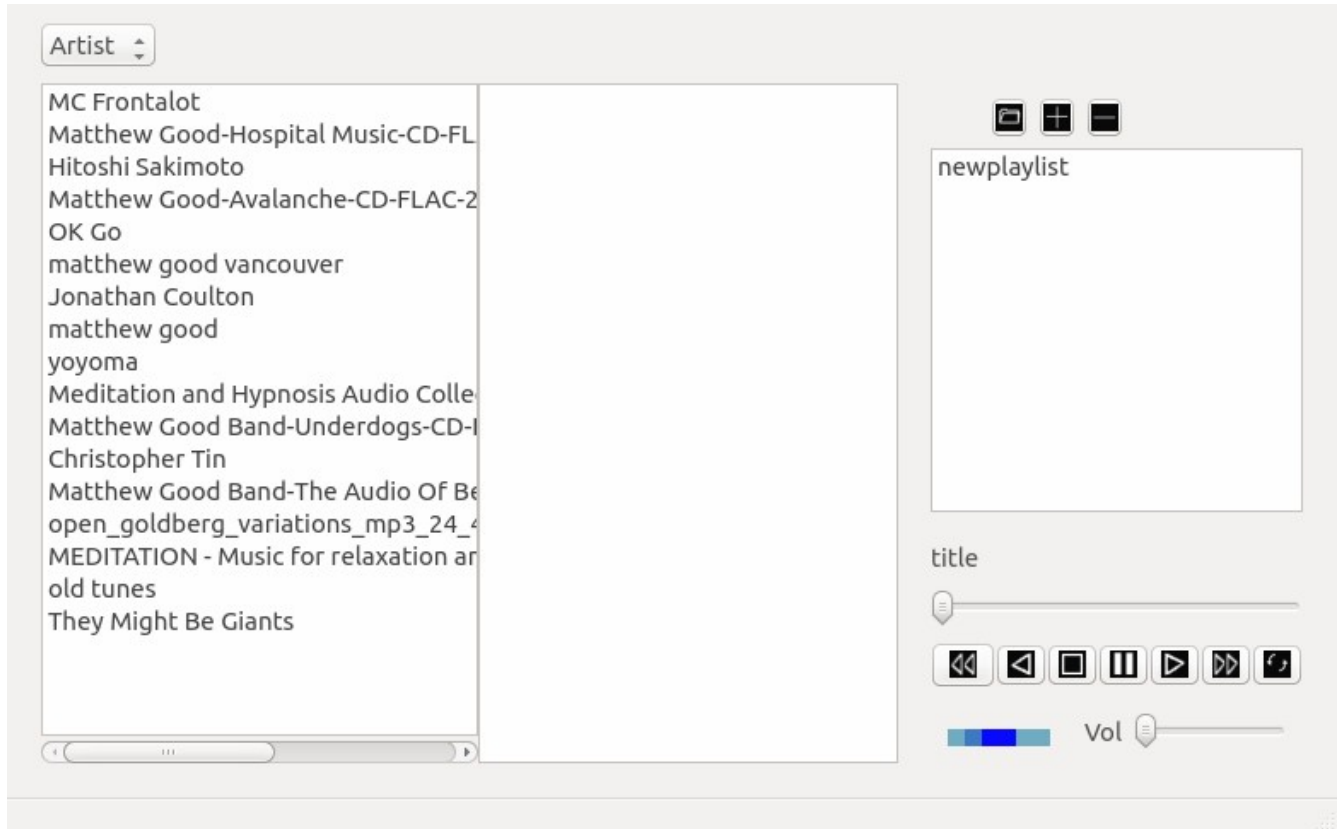 Artist
MC Frontalot
Matthew Good-Hospital Music-CD-FL
Hitoshi Sakimoto
Matthew Good-Avalanche-CD-FLAC-2
OK Go
matthew good vancouver
Jonathan Coulton
matthew good
yoyoma
Meditation and Hypnosis Audio Colle
Matthew Good Band-Underdogs-CD-
Christopher Tin
Matthew Good Band-The Audio Of Be
open_goldberg_variations_mp3_24_4
MEDITATION - Music for relaxation ar
old tunes
They Might Be Giants
newplaylist
title
Vol